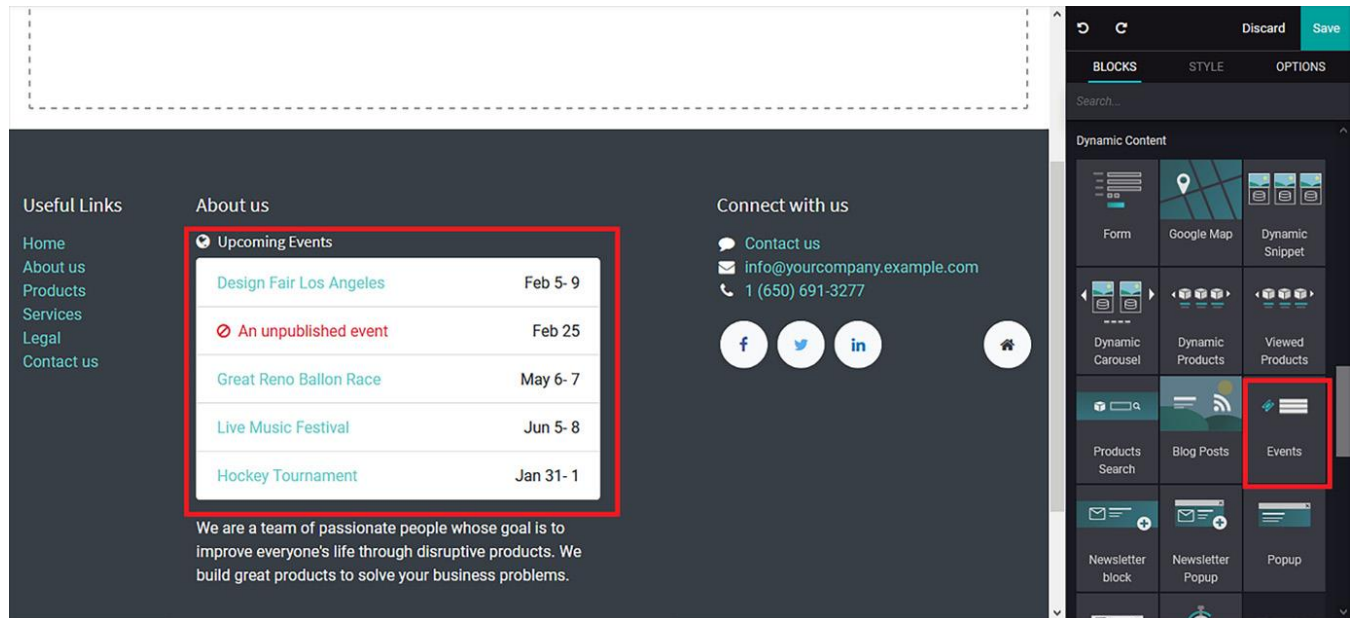 Discard Save
BLOCKS STYLE OPTIONS
Search...
Dynamic Content
Form Google Map Dynamic Snippet
Dynamic Carousel Dynamic Products Viewed Products
Products Search Blog Posts Events
Newsletter block Newsletter Popup Popup
Useful Links
Home
About us
Products
Services
Legal
Contact us
About us
Upcoming Events
Design Fair Los Angeles Feb 5- 9
An unpublished event Feb 25
Great Reno Ballon Race May 6- 7
Live Music Festival Jun 5- 8
Hockey Tournament Jan 31- 1
We are a team of passionate people whose goal is to
improve everyone's life through disruptive products. We
build great products to solve your business problems.
Connect with us
Contact us
info@yourcompany.example.com
1 (650) 691-3277
f in